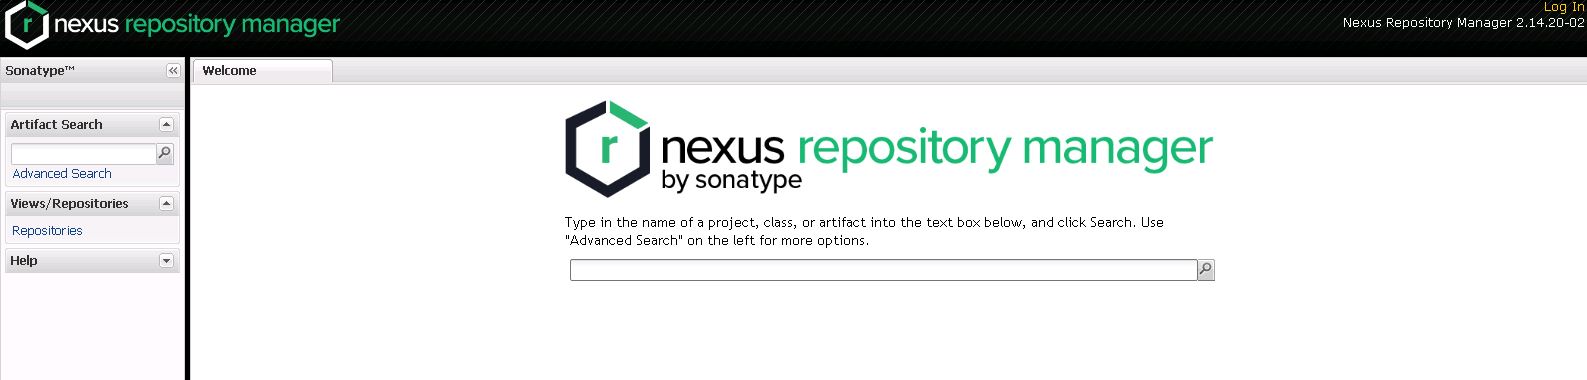 nexus repository manager
Log In
Nexus Repository Manager 2.14.20-02
Sonatype™
Welcome
Artifact Search
Advanced Search
Views/Repositories
Repositories
Help
r nexus repository manager
by sonatype
Type in the name of a project, class, or artifact into the text box below, and click Search. Use
"Advanced Search" on the left for more options.